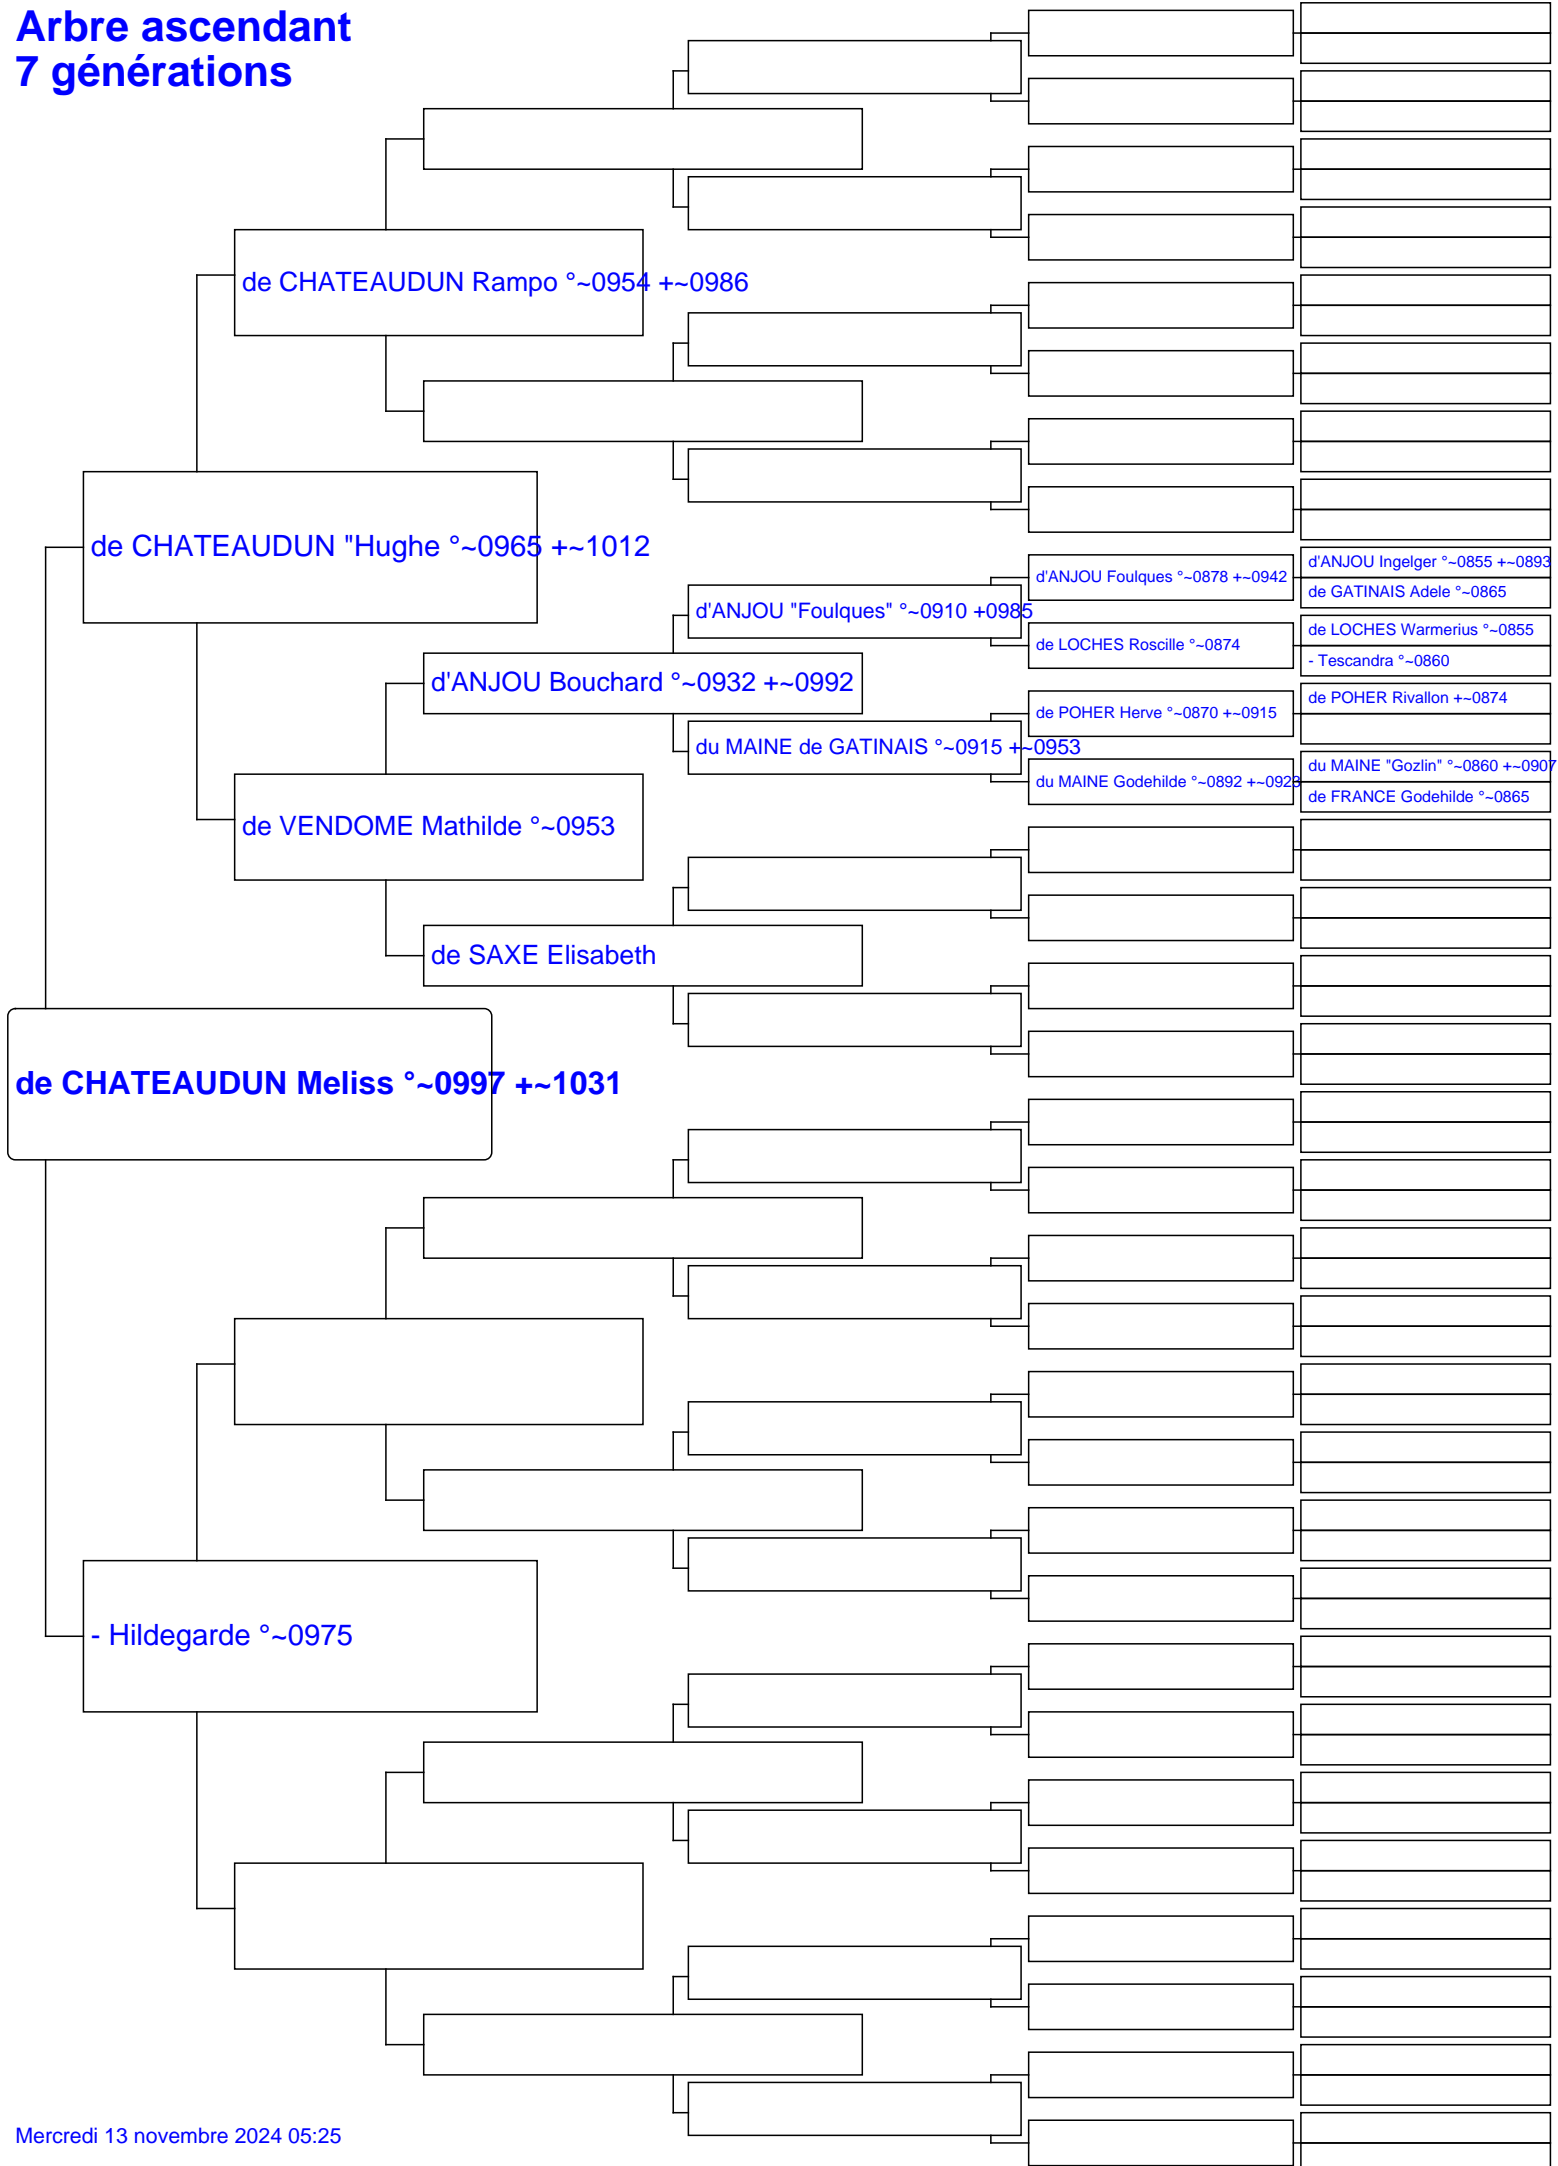 Arbre ascendant
7 générations
de CHATEAUDUN Rampo °~0954 +~0986
de CHATEAUDUN "Hughe °~0965 +~1012
d'ANJOU Ingelger °~0855 +~0893
d'ANJOU Foulques °~0878 +~0942
de GATINAIS Adele °~0865
d'ANJOU "Foulques" °~0910 +0985
de LOCHES Warmerius °~0855
de LOCHES Roscille °~0874
- Tescandra °~0860
d'ANJOU Bouchard °~0932 +~0992
de POHER Rivallon +~0874
de POHER Herve °~0870 +~0915
du MAINE de GATINAIS °~0915 +~0953
du MAINE "Gozlin" °~0860 +~0907
du MAINE Godehilde °~0892 +~0923
de FRANCE Godehilde °~0865
de VENDOME Mathilde °~0953
de SAXE Elisabeth
de CHATEAUDUN Meliss °~0997 +~1031
- Hildegarde °~0975
Mercredi 13 novembre 2024 05:25